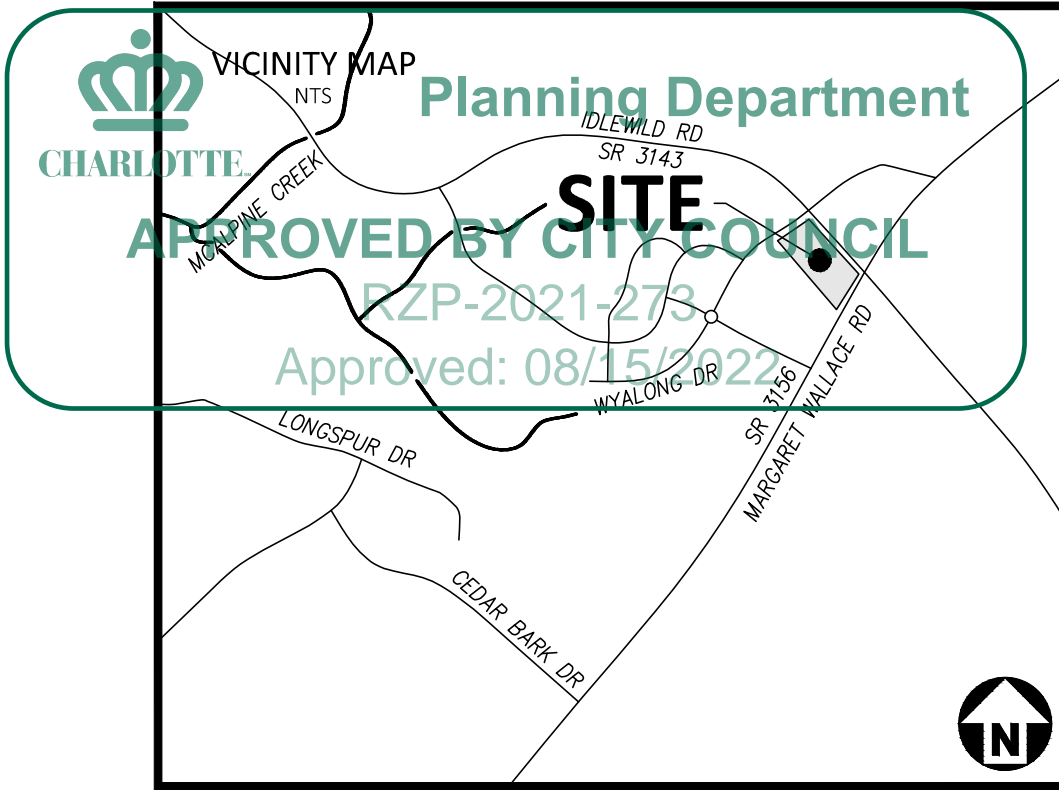 VICINITY MAP
NTS
CHARLOTTE™
Planning Department
IDLEWILD RD
SR 3143
MCALPINE CREEK
SITE
APPROVED BY CITY COUNCIL
RZP-2021-273
Approved: 08/15/2022
WYALONG DR
SR 3156
MARGARET WALLACE RD
LONGSPUR DR
CEDAR BARK DR
N